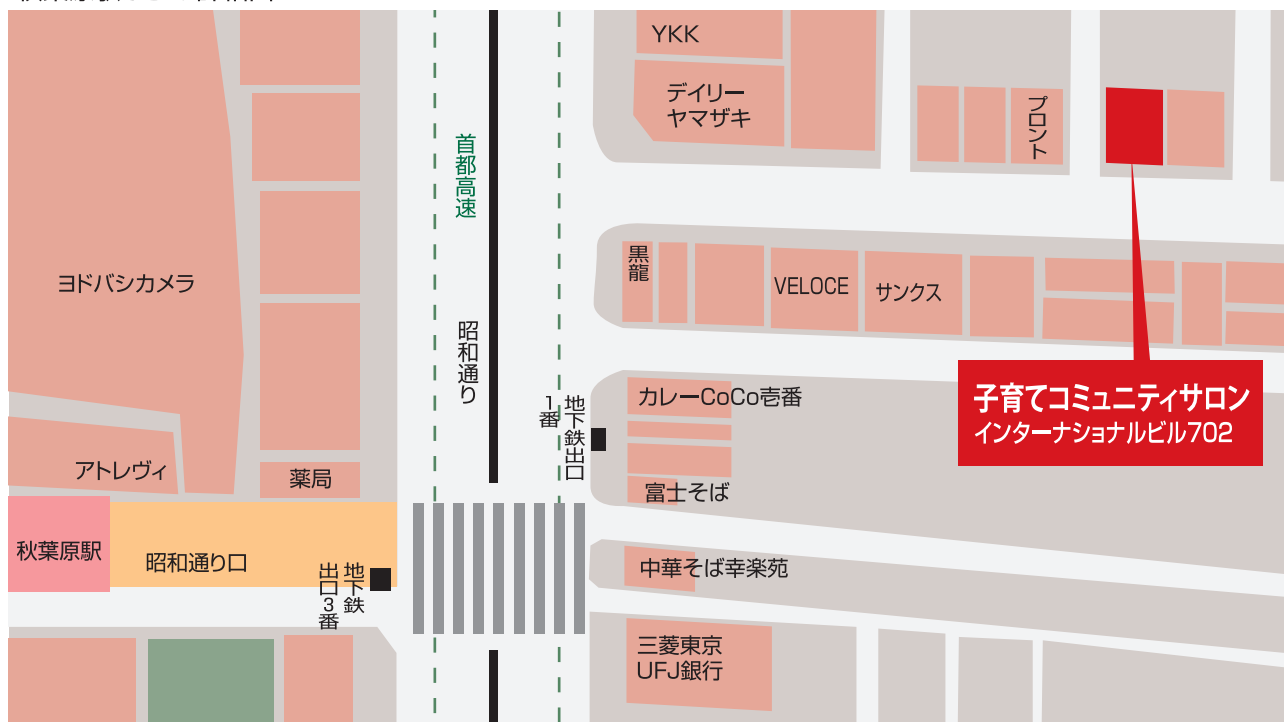 YKK
デイリー
ヤマザキ
プロント
首都高速
ヨドバシカメラ
黒龍
VELOCE
サンクス
昭和通り
子育てコミュニティサロン
インターナショナルビル702
カレーCoCo壱番
地下鉄出口
1番
アトレヴィ
薬局
富士そば
秋葉原駅
昭和通り口
地下鉄
出口3番
中華そば幸楽苑
三菱東京
UFJ銀行